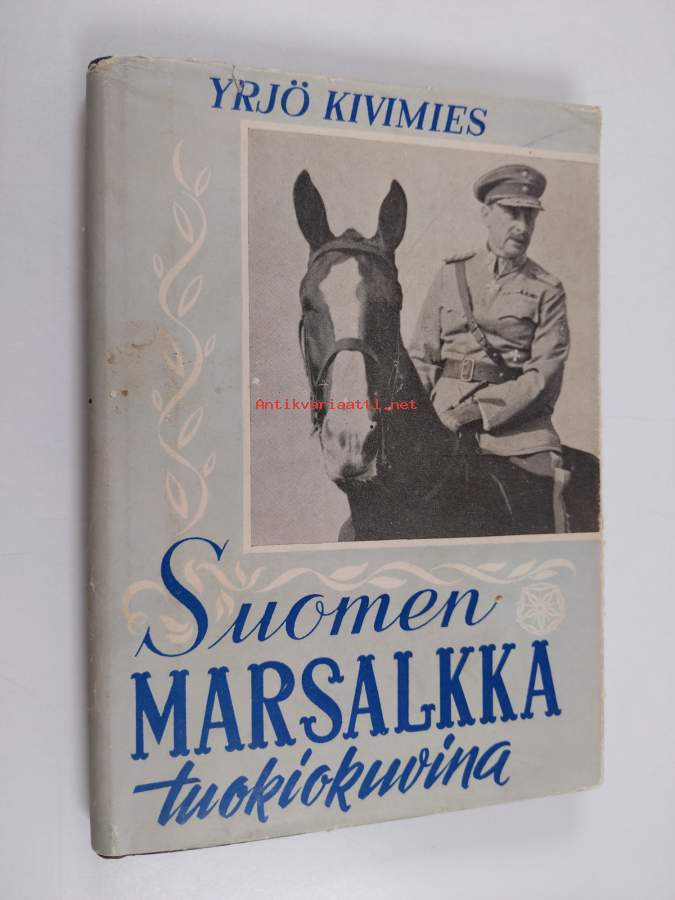 YRJÖ KIVIMIES
Antikvariaatti.net
Suomen
MARSALKKA
tuokiokuvina